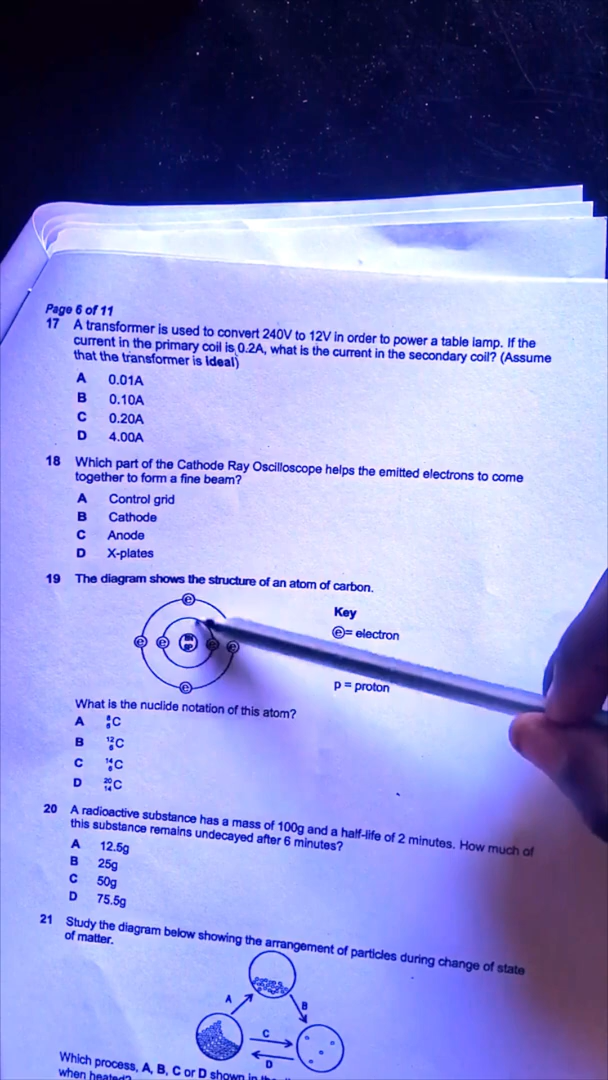 Page 6 of 11
17 A transformer is used to convert 240V to 12V in order to power a table lamp. If the
current in the primary coil is 0.2A, what is the current in the secondary coil? (Assume
that the transformer is ideal)
A 0.01A
B 0.10A
C 0.20A
D 4.00A
18 Which part of the Cathode Ray Oscilloscope helps the emitted electrons to come
together to form a fine beam?
A Control grid
B Cathode
C Anode
D X-plates
19 The diagram shows the structure of an atom of carbon.
Key
e = electron
p = proton
e
e e e e
e
What is the nuclide notation of this atom?
A C
B ¹²₆C
C ¹⁴₆C
D ²⁰₁₄C
20 A radioactive substance has a mass of 100g and a half-life of 2 minutes. How much of
this substance remains undecayed after 6 minutes?
A 12.5g
B 25g
C 50g
D 75.5g
21 Study the diagram below showing the arrangement of particles during change of state
of matter.
A B
C
D
Which process, A, B, C or D shown in
when heated?